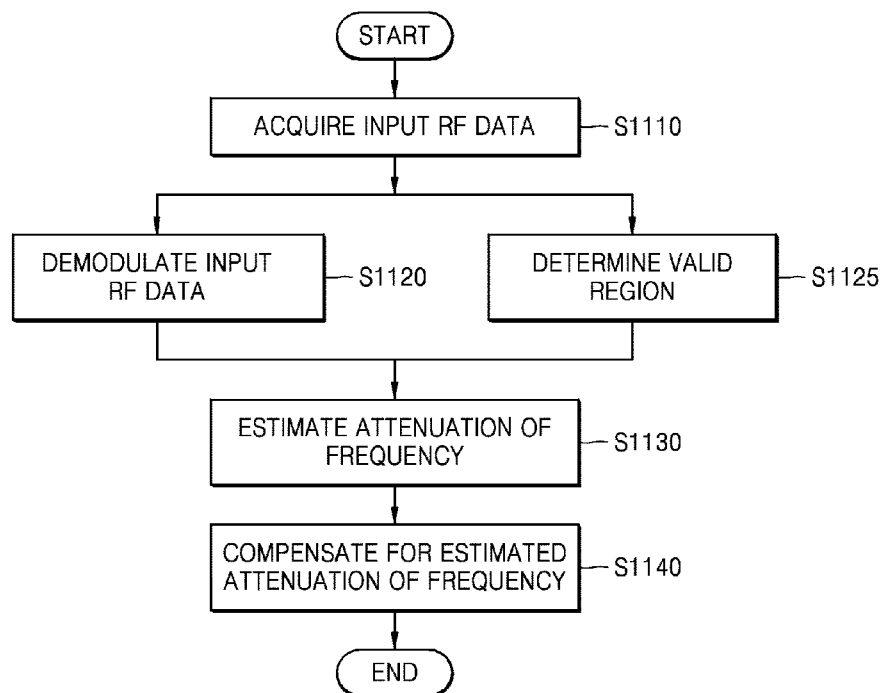 START
ACQUIRE INPUT RF DATA
S1110
DEMODULATE INPUT
RF DATA
S1120
DETERMINE VALID
REGION
S1125
ESTIMATE ATTENUATION OF
FREQUENCY
S1130
COMPENSATE FOR ESTIMATED
ATTENUATION OF FREQUENCY
S1140
END